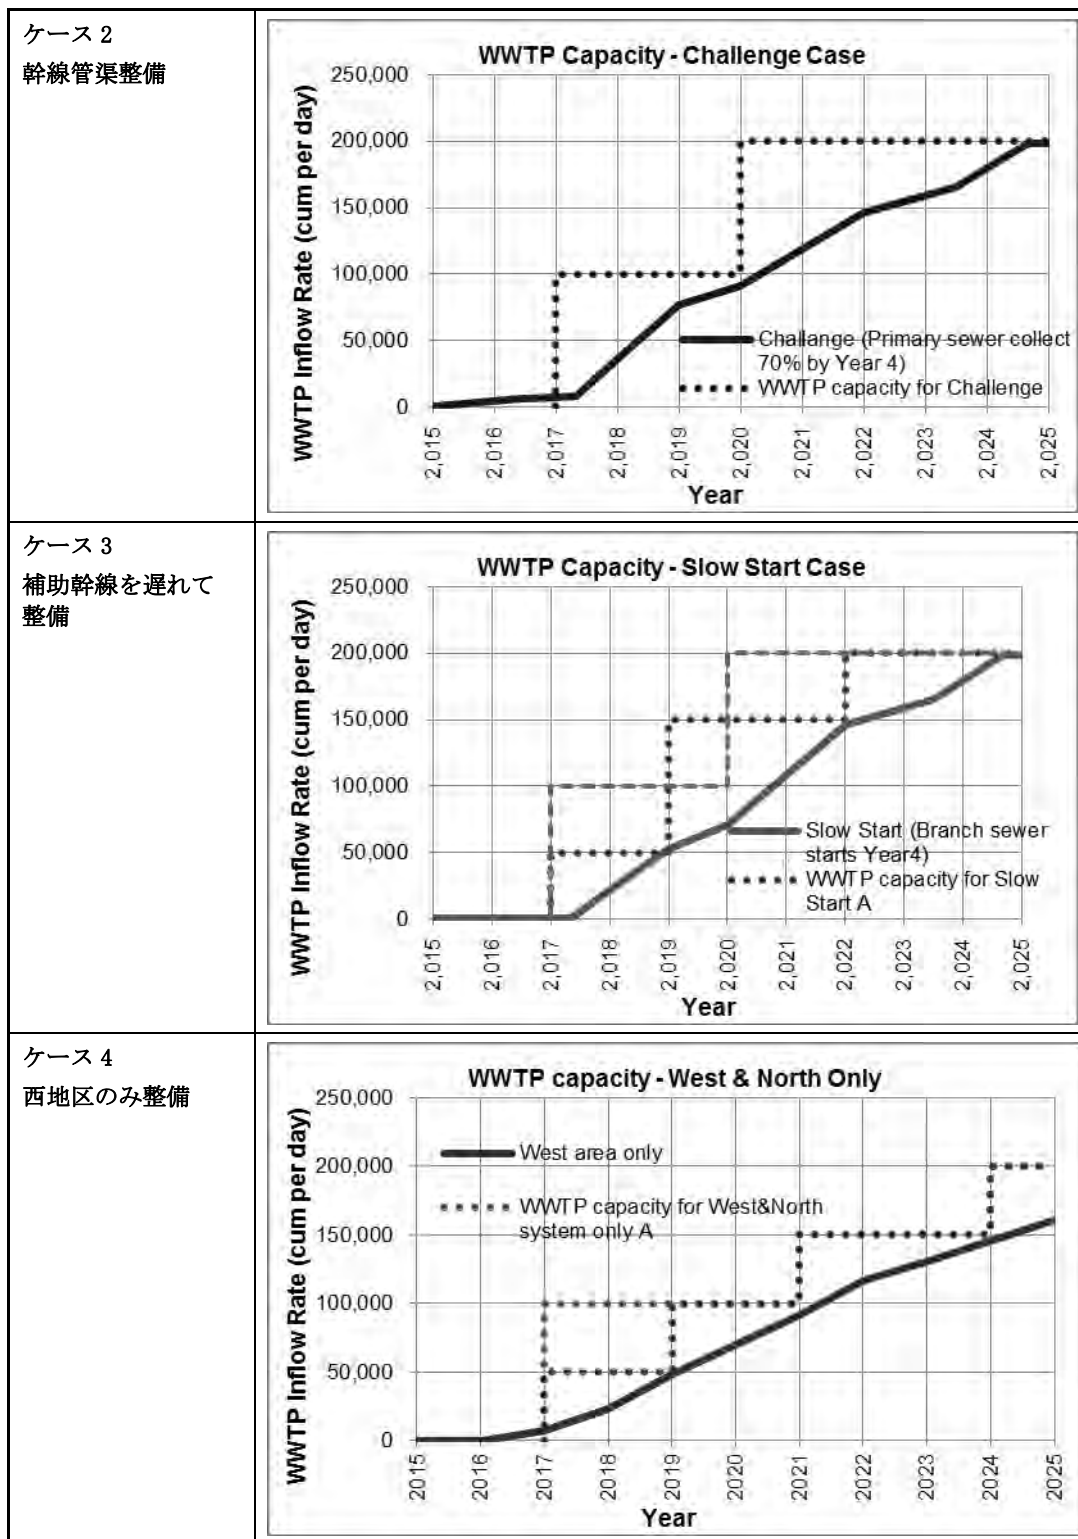 ケース 2
幹線管渠整備
WWTP Capacity - Challenge Case
WWTP Inflow Rate (cum per day)
250,000
200,000
150,000
100,000
50,000
0
Challange (Primary sewer collect
70% by Year 4)
WWTP capacity for Challenge
2,015
2,016
2,017
2,018
2,019
2,020
2,021
2,022
2,023
2,024
2,025
Year
ケース 3
補助幹線を遅れて
整備
WWTP Capacity - Slow Start Case
WWTP Inflow Rate (cum per day)
250,000
200,000
150,000
100,000
50,000
0
Slow Start (Branch sewer
starts Year4)
WWTP capacity for Slow
Start A
2,015
2,016
2,017
2,018
2,019
2,020
2,021
2,022
2,023
2,024
2,025
Year
ケース 4
西地区のみ整備
WWTP capacity - West & North Only
WWTP Inflow Rate (cum per day)
250,000
200,000
150,000
100,000
50,000
0
West area only
WWTP capacity for West&North
system only A
2015
2016
2017
2018
2019
2020
2021
2022
2023
2024
2025
Year